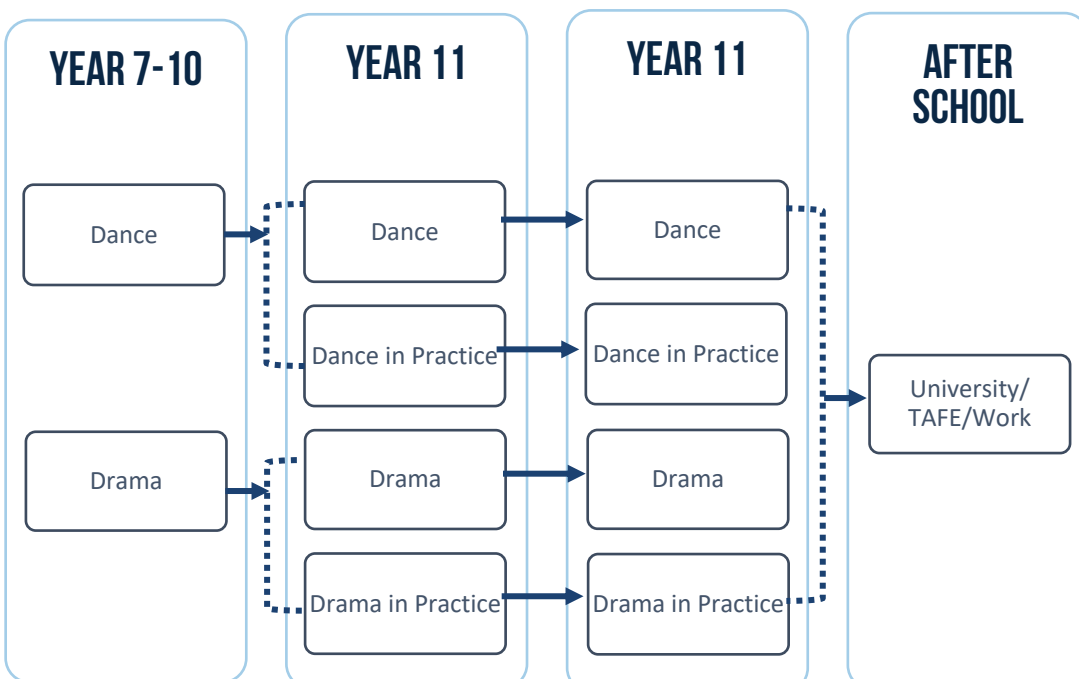 YEAR 7-10
Dance
Drama
YEAR 11
Dance
Dance in Practice
Drama
Drama in Practice
YEAR 11
Dance
Dance in Practice
Drama
Drama in Practice
AFTER
SCHOOL
University/
TAFE/Work